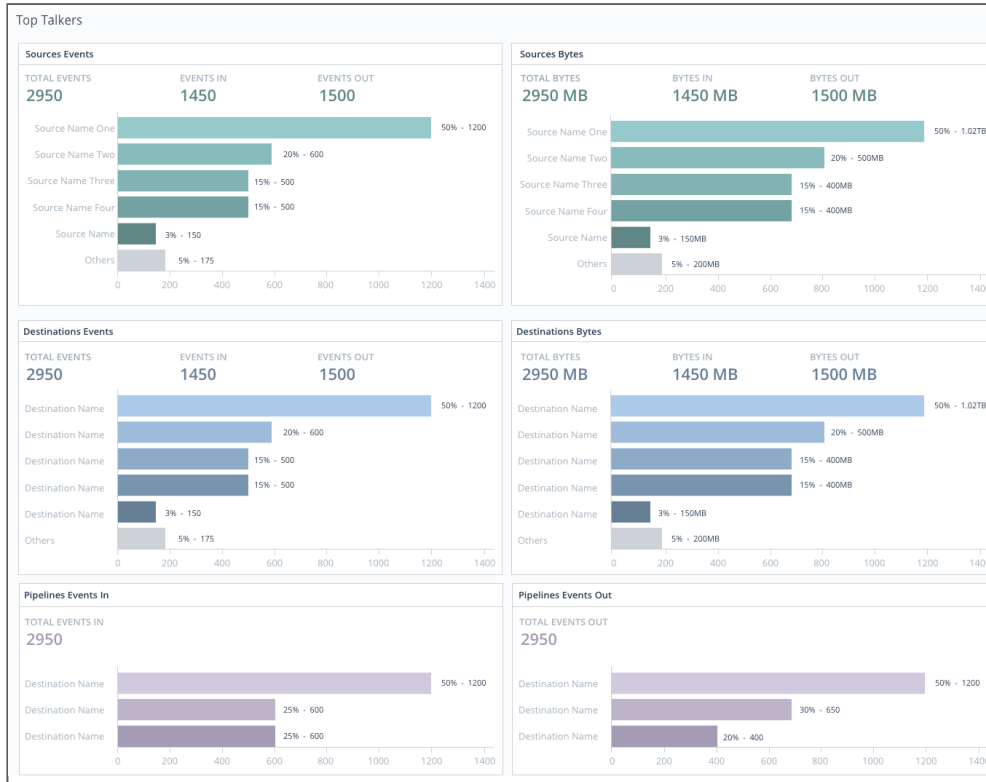 Top Talkers
Sources Events
TOTAL EVENTS EVENTS IN EVENTS OUT
2950 1450 1500
Source Name One 50% - 1200
Source Name Two 20% - 600
Source Name Three 15% - 500
Source Name Four 15% - 500
Source Name 3% - 150
Others 5% - 175
0 200 400 600 800 1000 1200 1400
Sources Bytes
TOTAL BYTES BYTES IN BYTES OUT
2950 MB 1450 MB 1500 MB
Source Name One 50% - 1.02TB
Source Name Two 20% - 500MB
Source Name Three 15% - 400MB
Source Name Four 15% - 400MB
Source Name 3% - 150MB
Others 5% - 200MB
0 200 400 600 800 1000 1200 140
Destinations Events
TOTAL EVENTS EVENTS IN EVENTS OUT
2950 1450 1500
Destination Name 50% - 1200
Destination Name 20% - 600
Destination Name 15% - 500
Destination Name 15% - 500
Destination Name 3% - 150
Others 5% - 175
0 200 400 600 800 1000 1200 1400
Destinations Bytes
TOTAL BYTES BYTES IN BYTES OUT
2950 MB 1450 MB 1500 MB
Destination Name 50% - 1.02TB
Destination Name 20% - 500MB
Destination Name 15% - 400MB
Destination Name 15% - 400MB
Destination Name 3% - 150MB
Others 5% - 200MB
0 200 400 600 800 1000 1200 140
Pipelines Events In
TOTAL EVENTS IN
2950
Destination Name 50% - 1200
Destination Name 25% - 600
Destination Name 25% - 600
0 200 400 600 800 1000 1200 1400
Pipelines Events Out
TOTAL EVENTS OUT
2950
Destination Name 50% - 1200
Destination Name 30% - 650
Destination Name 20% - 400
0 200 400 600 800 1000 1200 140